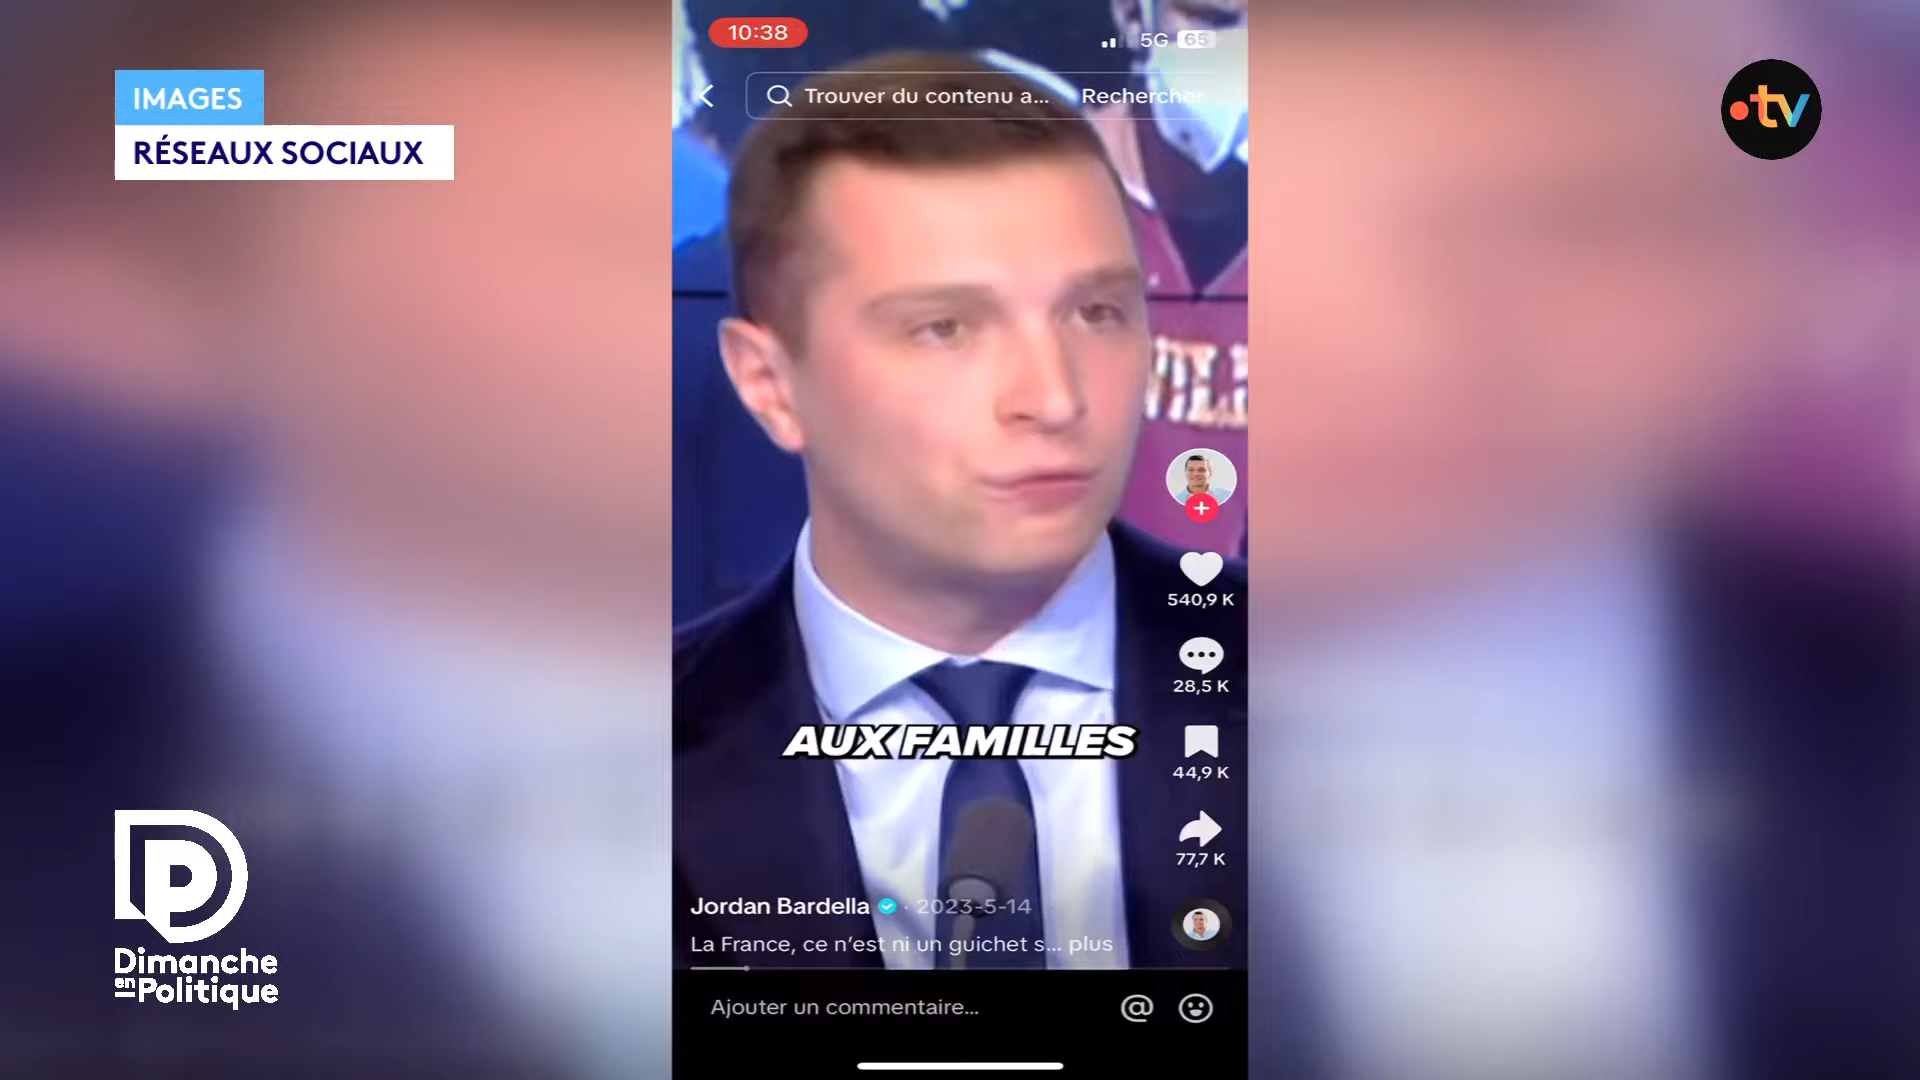 IMAGES
RÉSEAUX SOCIAUX
10:38
5G 65
Trouver du contenu a... Rechercher
•tv
540,9 K
28,5 K
AUX FAMILLES
44,9 K
77,7 K
Jordan Bardella · 2023-5-14
La France, ce n'est ni un guichet s... plus
Ajouter un commentaire...
@
Dimanche
en Politique